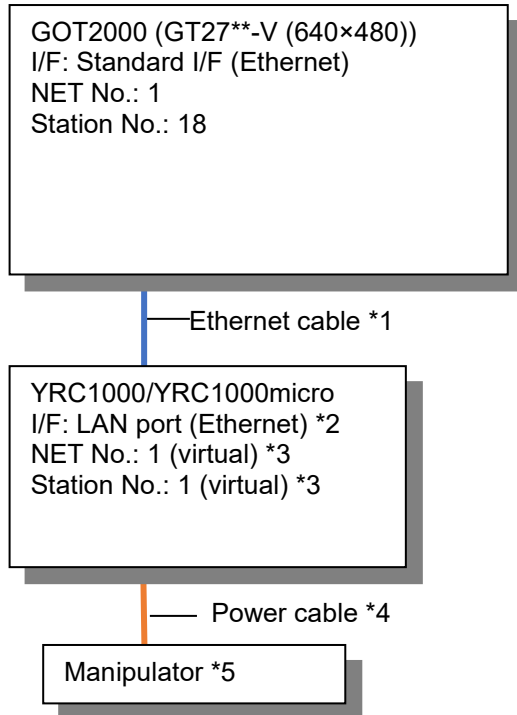 GOT2000 (GT27**-V (640×480))
I/F: Standard I/F (Ethernet)
NET No.: 1
Station No.: 18
Ethernet cable *1
YRC1000/YRC1000micro
I/F: LAN port (Ethernet) *2
NET No.: 1 (virtual) *3
Station No.: 1 (virtual) *3
Power cable *4
Manipulator *5